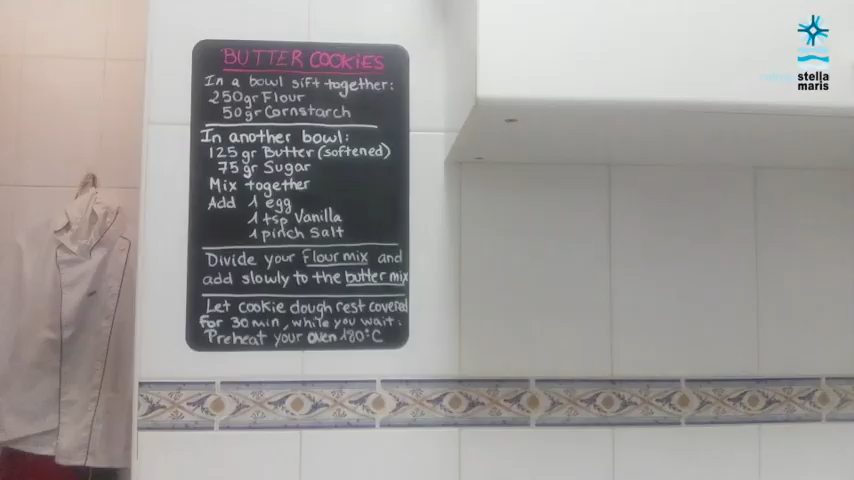 BUTTER COOKIES
In a bowl sift together:
250gr Flour
50gr Cornstarch
In another bowl:
125 gr Butter (softened)
75gr Sugar
Mix together
Add 1 egg
1 tsp Vanilla
1 pinch Salt
Divide your Flour mix and
add slowly to the butter mix
Let cookie dough rest covered
For 30 min, while you wait:
Preheat your oven 180°C
stella
maris